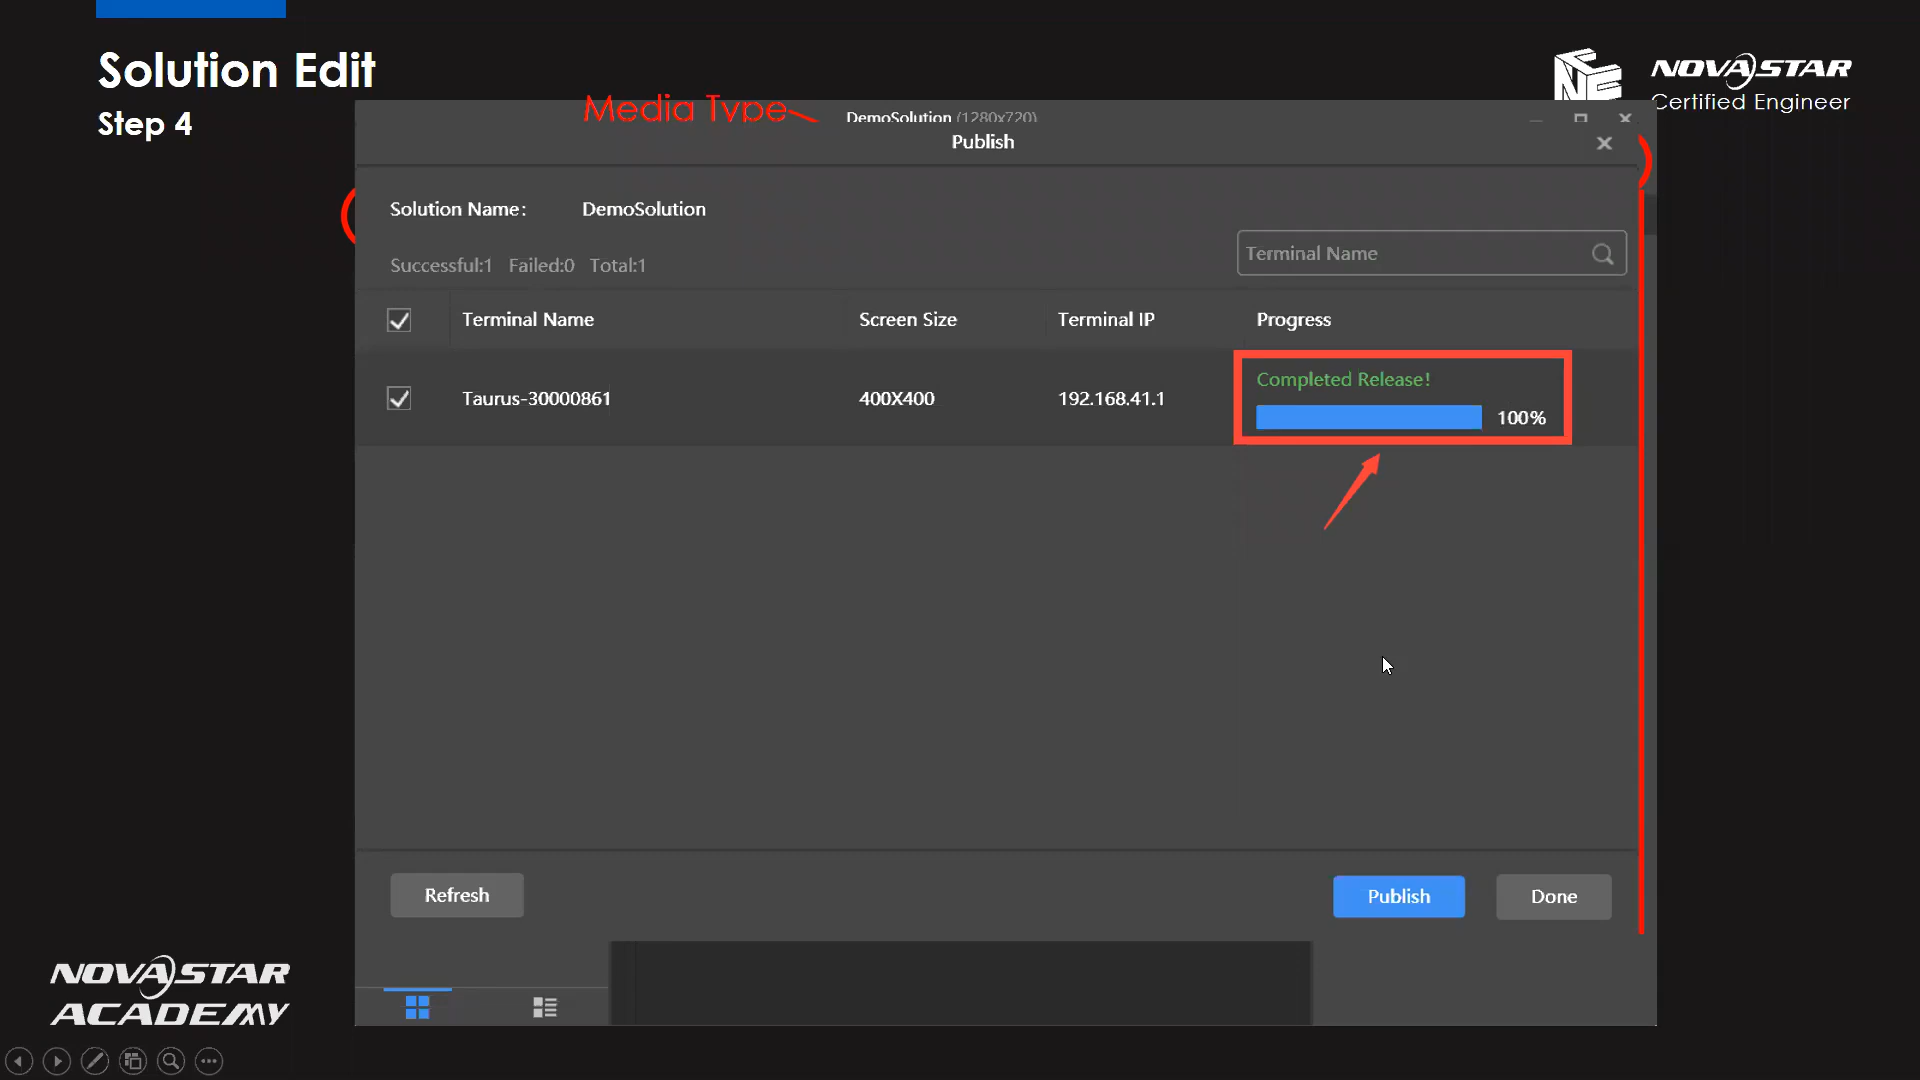 Solution Edit
Step 4
NOVASTAR
Certified Engineer
Media Type
DemoSolution (1280x720)
Publish
Solution Name: DemoSolution
Successful:1 Failed:0 Total:1
Terminal Name
Terminal Name Screen Size Terminal IP Progress
Taurus-30000861 400X400 192.168.41.1
Completed Release!
100%
Refresh Publish Done
NOVASTAR
ACADEMY